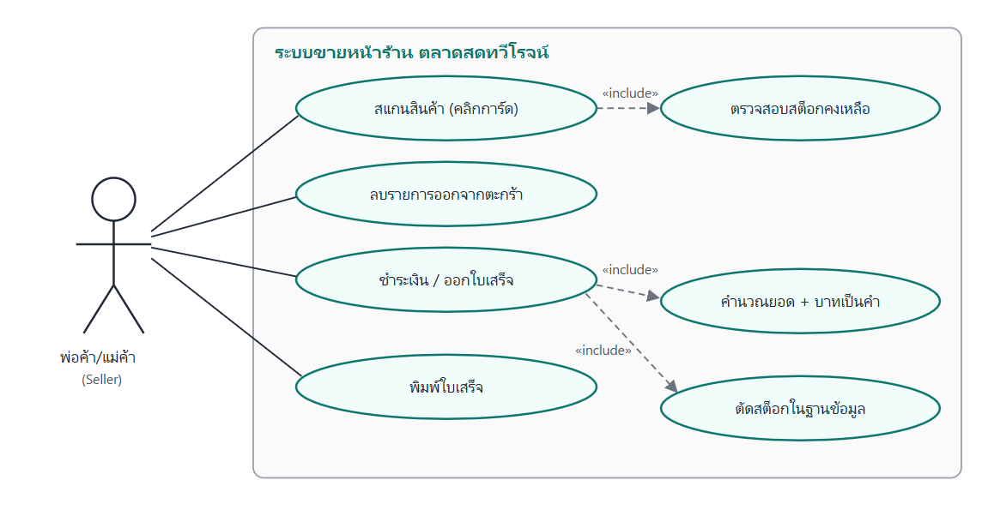 ระบบขายหน้าร้าน ตลาดสดทวีโรจน์
สแกนสินค้า (คลิกการ์ด)
«include»
ตรวจสอบสต็อกคงเหลือ
ลบรายการออกจากตะกร้า
ชำระเงิน / ออกใบเสร็จ
«include»
คำนวณยอด + บาทเป็นคำ
«include»
พิมพ์ใบเสร็จ
ตัดสต็อกในฐานข้อมูล
พ่อค้า/แม่ค้า
(Seller)